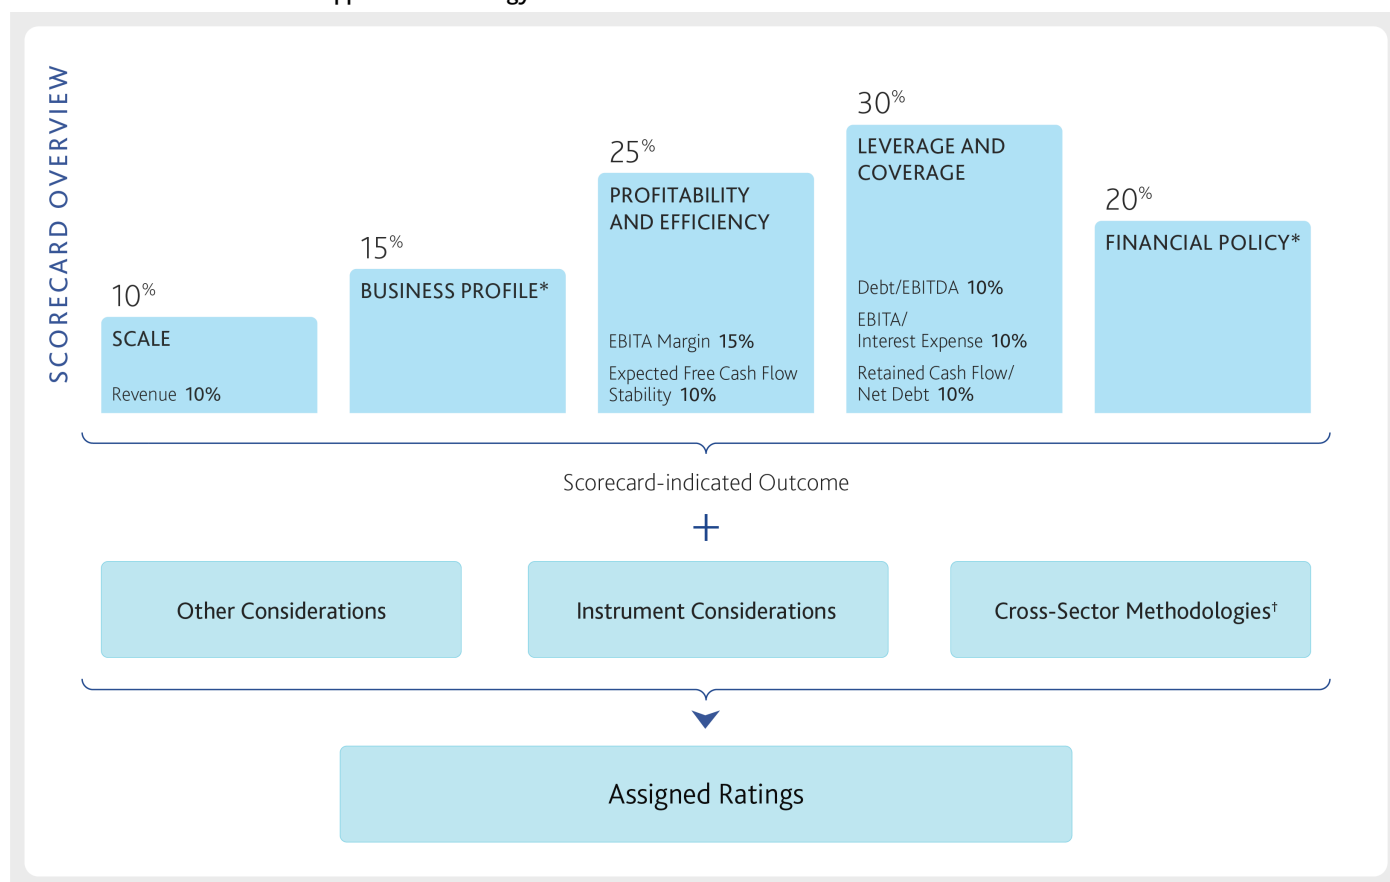 SCORECARD OVERVIEW
10%
SCALE
Revenue 10%
15%
BUSINESS PROFILE*
25%
PROFITABILITY
AND EFFICIENCY
EBITA Margin 15%
Expected Free Cash Flow
Stability 10%
30%
LEVERAGE AND
COVERAGE
Debt/EBITDA 10%
EBITA/
Interest Expense 10%
Retained Cash Flow/
Net Debt 10%
20%
FINANCIAL POLICY*
Scorecard-indicated Outcome
+
Other Considerations
Instrument Considerations
Cross-Sector Methodologies†
Assigned Ratings